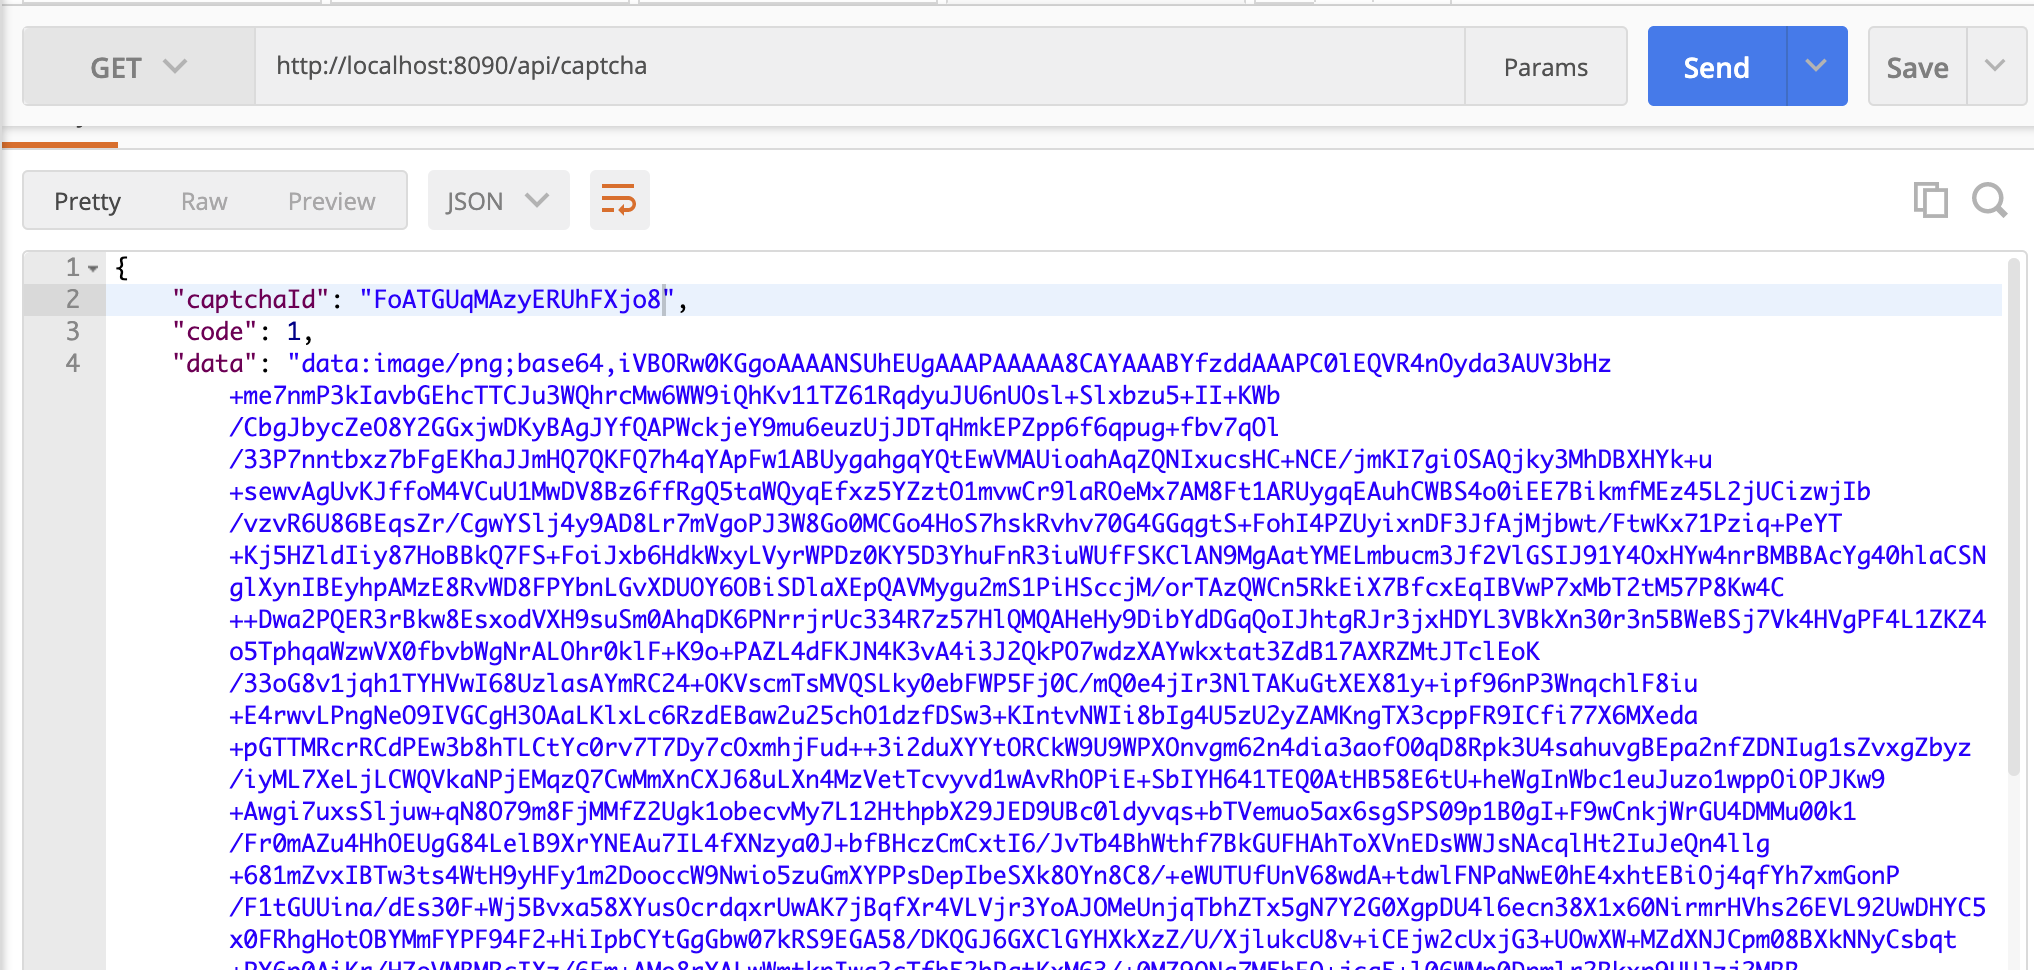 GET
http://localhost:8090/api/captcha
Params
Send
Save
Pretty
Raw
Preview
JSON
1 {
2 "captchaId": "FoATGUqMAzyERUhFXjo8",
3 "code": 1,
4 "data": "data:image/png;base64,iVBORw0KGgoAAAANSUhEUgAAAPAAAAA8CAYAAABYfzddAAAPC0lEQVR4nOyda3AUV3bHz
+me7nmP3kIavbGEhcTTCJu3WQhrcMw6WW9iQhKv11TZ61RqdyuJU6nUOsl+Slxbzu5+II+KWb
/CbgJbycZeO8Y2GGxjwDKyBAgJYfQAPWckjeY9mu6euzUjJDTqHmkEPZpp6f6qpug+fbv7qOl
/33P7nntbxz7bFgEKhaJJmHQ7QKFQ7h4qYApFw1ABUygahgqYQtEwVMAUioahAqZQNIxucsHC+NCE/jmKI7giOSAQjky3MhDBXHYk+u
+sewvAgUvKJffoM4VCuU1MwDV8Bz6ffRgQ5taWQyqEfxz5YZztO1mvwCr9laROeMx7AM8Ft1ARUygqEAuhCWBS4o0iEE7BikmfMEz45L2jUCizwjIb
/vzvR6U86BEqsZr/CgwYSlj4y9AD8Lr7mVgoPJ3W8Go0MCGo4HoS7hskRvhv70G4GGqgtS+FohI4PZUyixnDF3JfAjMjbwt/FtwKx71Pziq+PeYT
+Kj5HZldIiy87HoBBkQ7FS+FoiJxb6HdkWxyLVyrWPDz0KY5D3YhuFnR3iuWUfFSKClAN9MgAatYMELmbucm3Jf2VlGSIJ91Y4OxHYw4nrBMBBAcYg40hlaCSN
glXynIBEyhpAMzE8RvWD8FPYbnLGvXDUOY6OBiSDlaXEpQAVMygu2mS1PiHSccjM/orTAzQWCn5RkEiX7BfcxEqIBVwP7xMbT2tM57P8Kw4C
++Dwa2PQER3rBkw8EsxodVXH9suSm0AhqDK6PNrrjrUc334R7z57HlQMQAHeHy9DibYdDGqQoIJhtgRJr3jxHDYL3VBkXn30r3n5BWeBSj7Vk4HVgPF4L1ZKZ4
o5TphqaWzwVX0fbvbWgNrALOhr0klF+K9o+PAZL4dFKJN4K3vA4i3J2QkPO7wdzXAYwkxtat3ZdB17AXRZMtJTclEoK
/33oG8v1jqh1TYHVwI68UzlasAYmRC24+OKVscmTsMVQSLky0ebFWP5Fj0C/mQ0e4jIr3NlTAKuGtXEX81y+ipf96nP3WnqchlF8iu
+E4rwvLPngNeO9IVGCgH3OAaLKlxLc6RzdEBaw2u25chO1dzfDSw3+KIntvNWIi8bIg4U5zU2yZAMKngTX3cppFR9ICfi77X6MXeda
+pGTTMRcrRCdPEw3b8hTLCtYc0rv7T7Dy7cOxmhjFud++3i2duXYYtORCkW9U9WPXOnvgm62n4dia3aofO0qD8Rpk3U4sahuvgBEpa2nfZDNIug1sZvxgZbyz
/iyML7XeLjLCWQVkaNPjEMqzQ7CwMmXnCXJ68uLXn4MzVetTcvyvd1wAvRhOPiE+SbIYH641TEQ0AtHB58E6tU+heWgInWbc1euJuzo1wppOiOPJKw9
+Awgi7uxsSljuw+qN8O79m8FjMMfZ2Ugk1obecvMy7L12HthpbX29JED9UBc0ldyvqs+bTVemuo5ax6sgSPS09p1B0gI+F9wCnkjWrGU4DMMu00k1
/Fr0mAZu4HhOEUgG84LelB9XrYNEAu7IL4fXNzya0J+bfBHczCmCxtI6/JvTb4BhWthf7BkGUFHAhToXVnEDsWWJsNAcqlHt2IuJeQn4llg
+681mZvxIBTw3ts4WtH9yHFy1m2DooccW9Nwio5zuGmXYPPsDepIbeSXk8OYn8C8/+eWUTUfUnV68wdA+tdwlFNPaNwE0hE4xhtEBiOj4qfYh7xmGonP
/F1tGUUina/dEs30F+Wj5Bvxa58XYusOcrdqxrUwAK7jBqfXr4VLVjr3YoAJOMeUnjqTbhZTx5gN7Y2G0XgpDU4l6ecn38X1x60NirmrHVhs26EVL92UwDHYC5
x0FRhgHotOBYMmFYPF94F2+HiIpbCYtGgGbw07kRS9EGA58/DKQGJ6GXClGYHXkXzZ/U/XjlukcU8v+iCEjw2cUxjG3+UOwXW+MZdXNJCpm08BXkNNyCsbqt